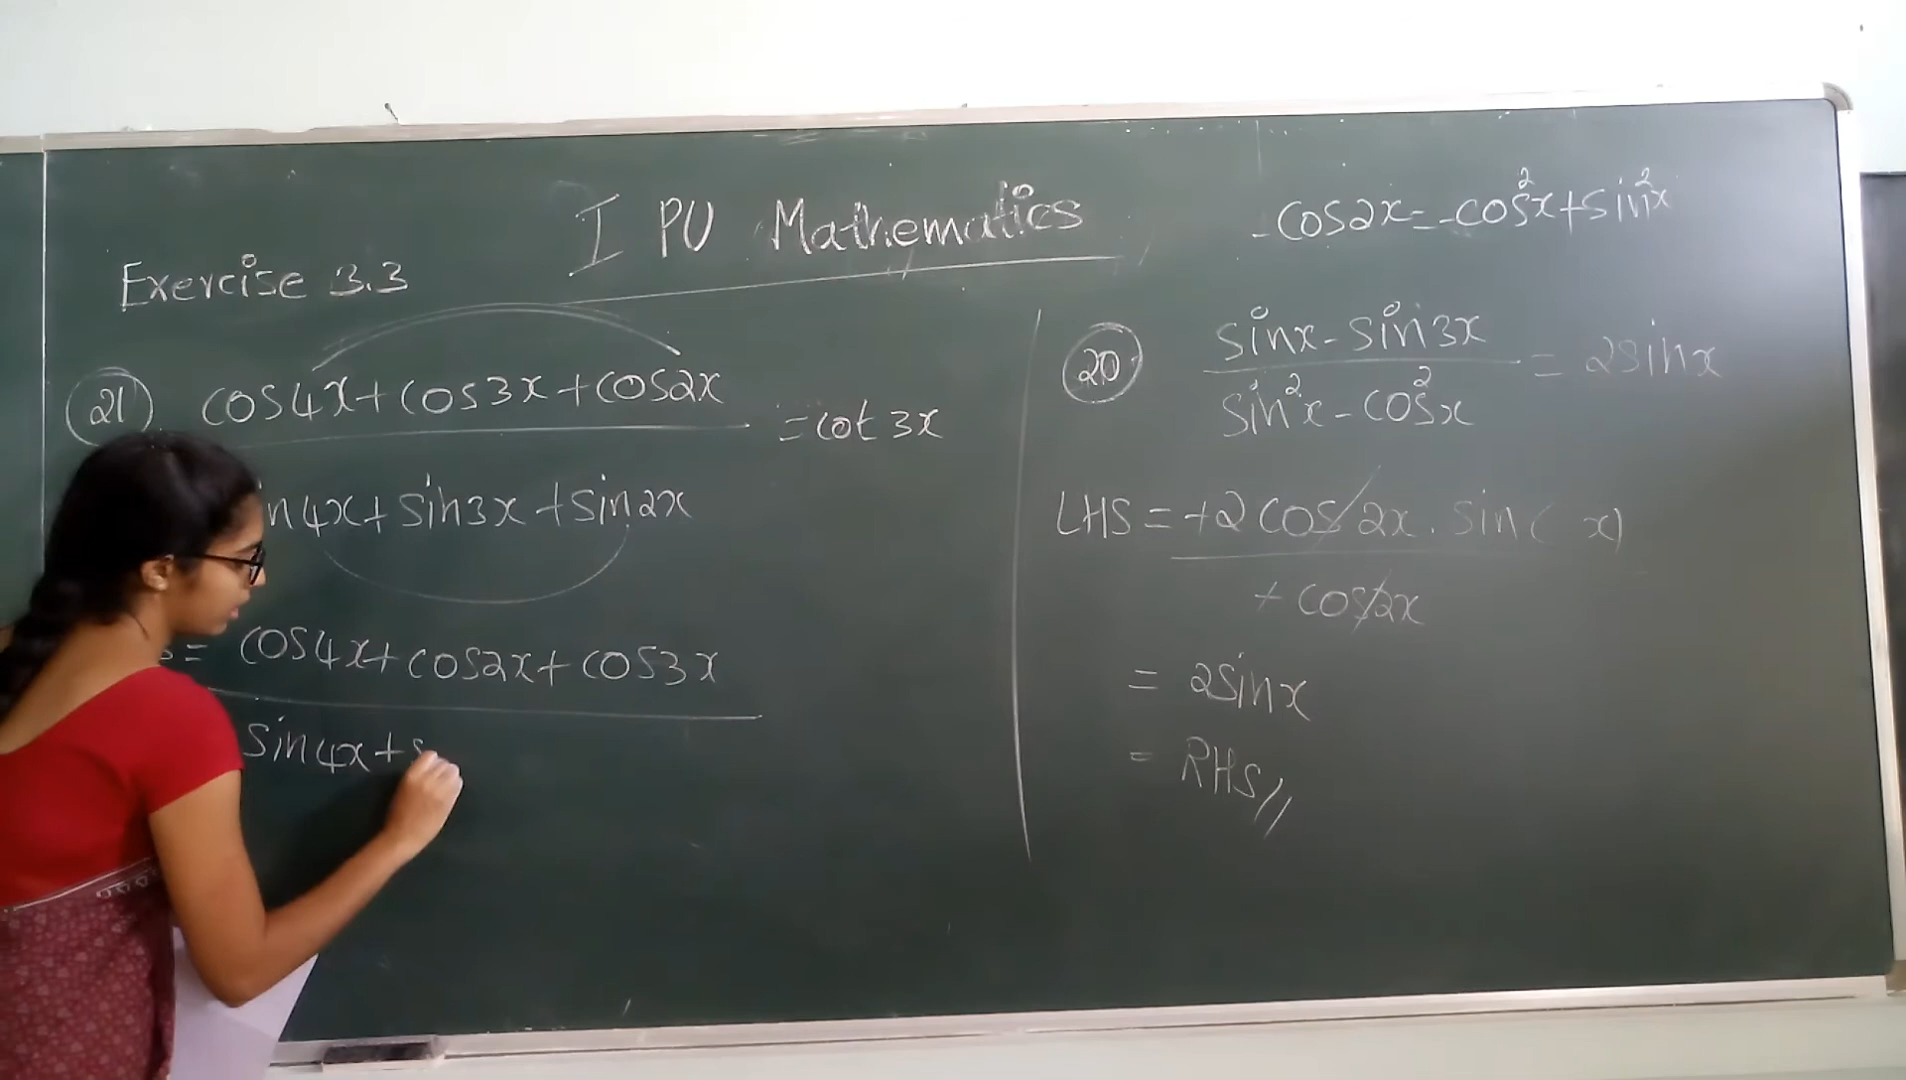 I PU Mathematics
-cos2x=-cos²x+sin²x
Exercise 3.3
21 cos4x+cos3x+cos2x
=cot 3x
in4x+sin3x+sin2x
= cos4x+cos2x+cos3x
sin4x+s
20 sinx-sin3x
= 2sinx
sin²x-cos²x
LHS = +2 cos2x . sin( x)
+ cos2x
= 2sinx
= RHS//